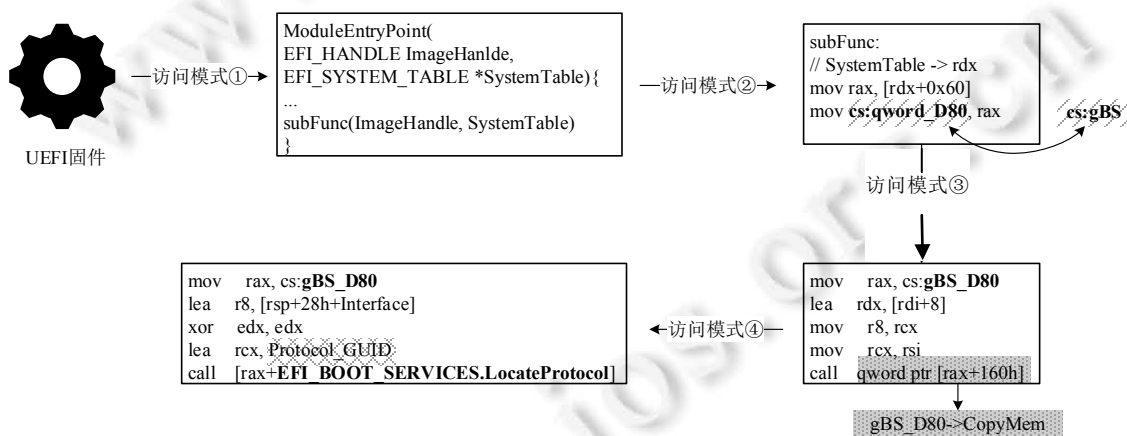 UEFI固件
访问模式①
ModuleEntryPoint(
EFI_HANDLE ImageHanlde,
EFI_SYSTEM_TABLE *SystemTable){
...
subFunc(ImageHandle, SystemTable)
}
访问模式②
subFunc:
// SystemTable -> rdx
mov rax, [rdx+0x60]
mov cs:qword_D80, rax
cs:gBS
访问模式③
mov rax, cs:gBS_D80
lea rdx, [rdi+8]
mov r8, rcx
mov rcx, rsi
call qword ptr [rax+160h]
gBS_D80->CopyMem
访问模式④
mov rax, cs:gBS_D80
lea r8, [rsp+28h+Interface]
xor edx, edx
lea rcx, Protocol_GUID
call [rax+EFI_BOOT_SERVICES.LocateProtocol]